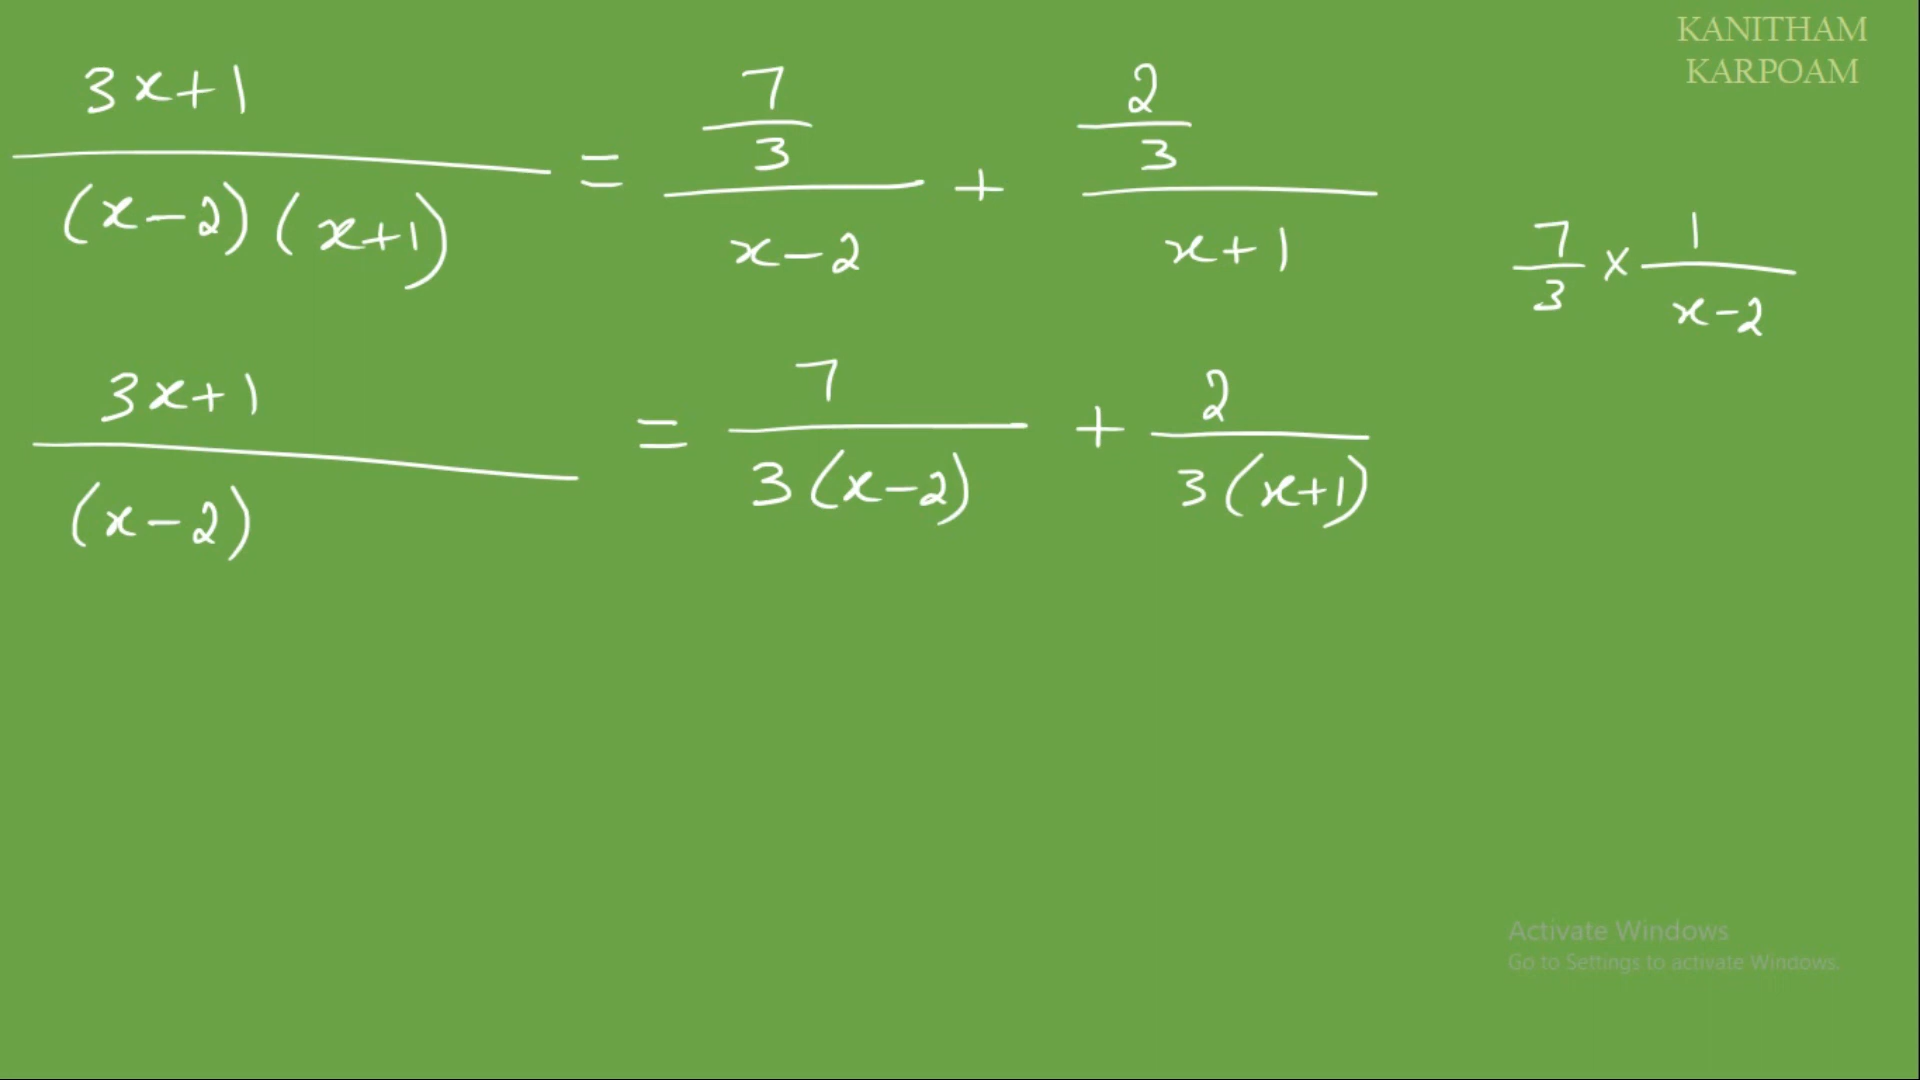 KANITHAM
KARPOAM
3x+1 / (x-2)(x+1) = 7/3 / x-2 + 2/3 / x+1
7/3 × 1/x-2
3x+1 / (x-2) = 7 / 3(x-2) + 2 / 3(x+1)
Activate Windows
Go to Settings to activate Windows.